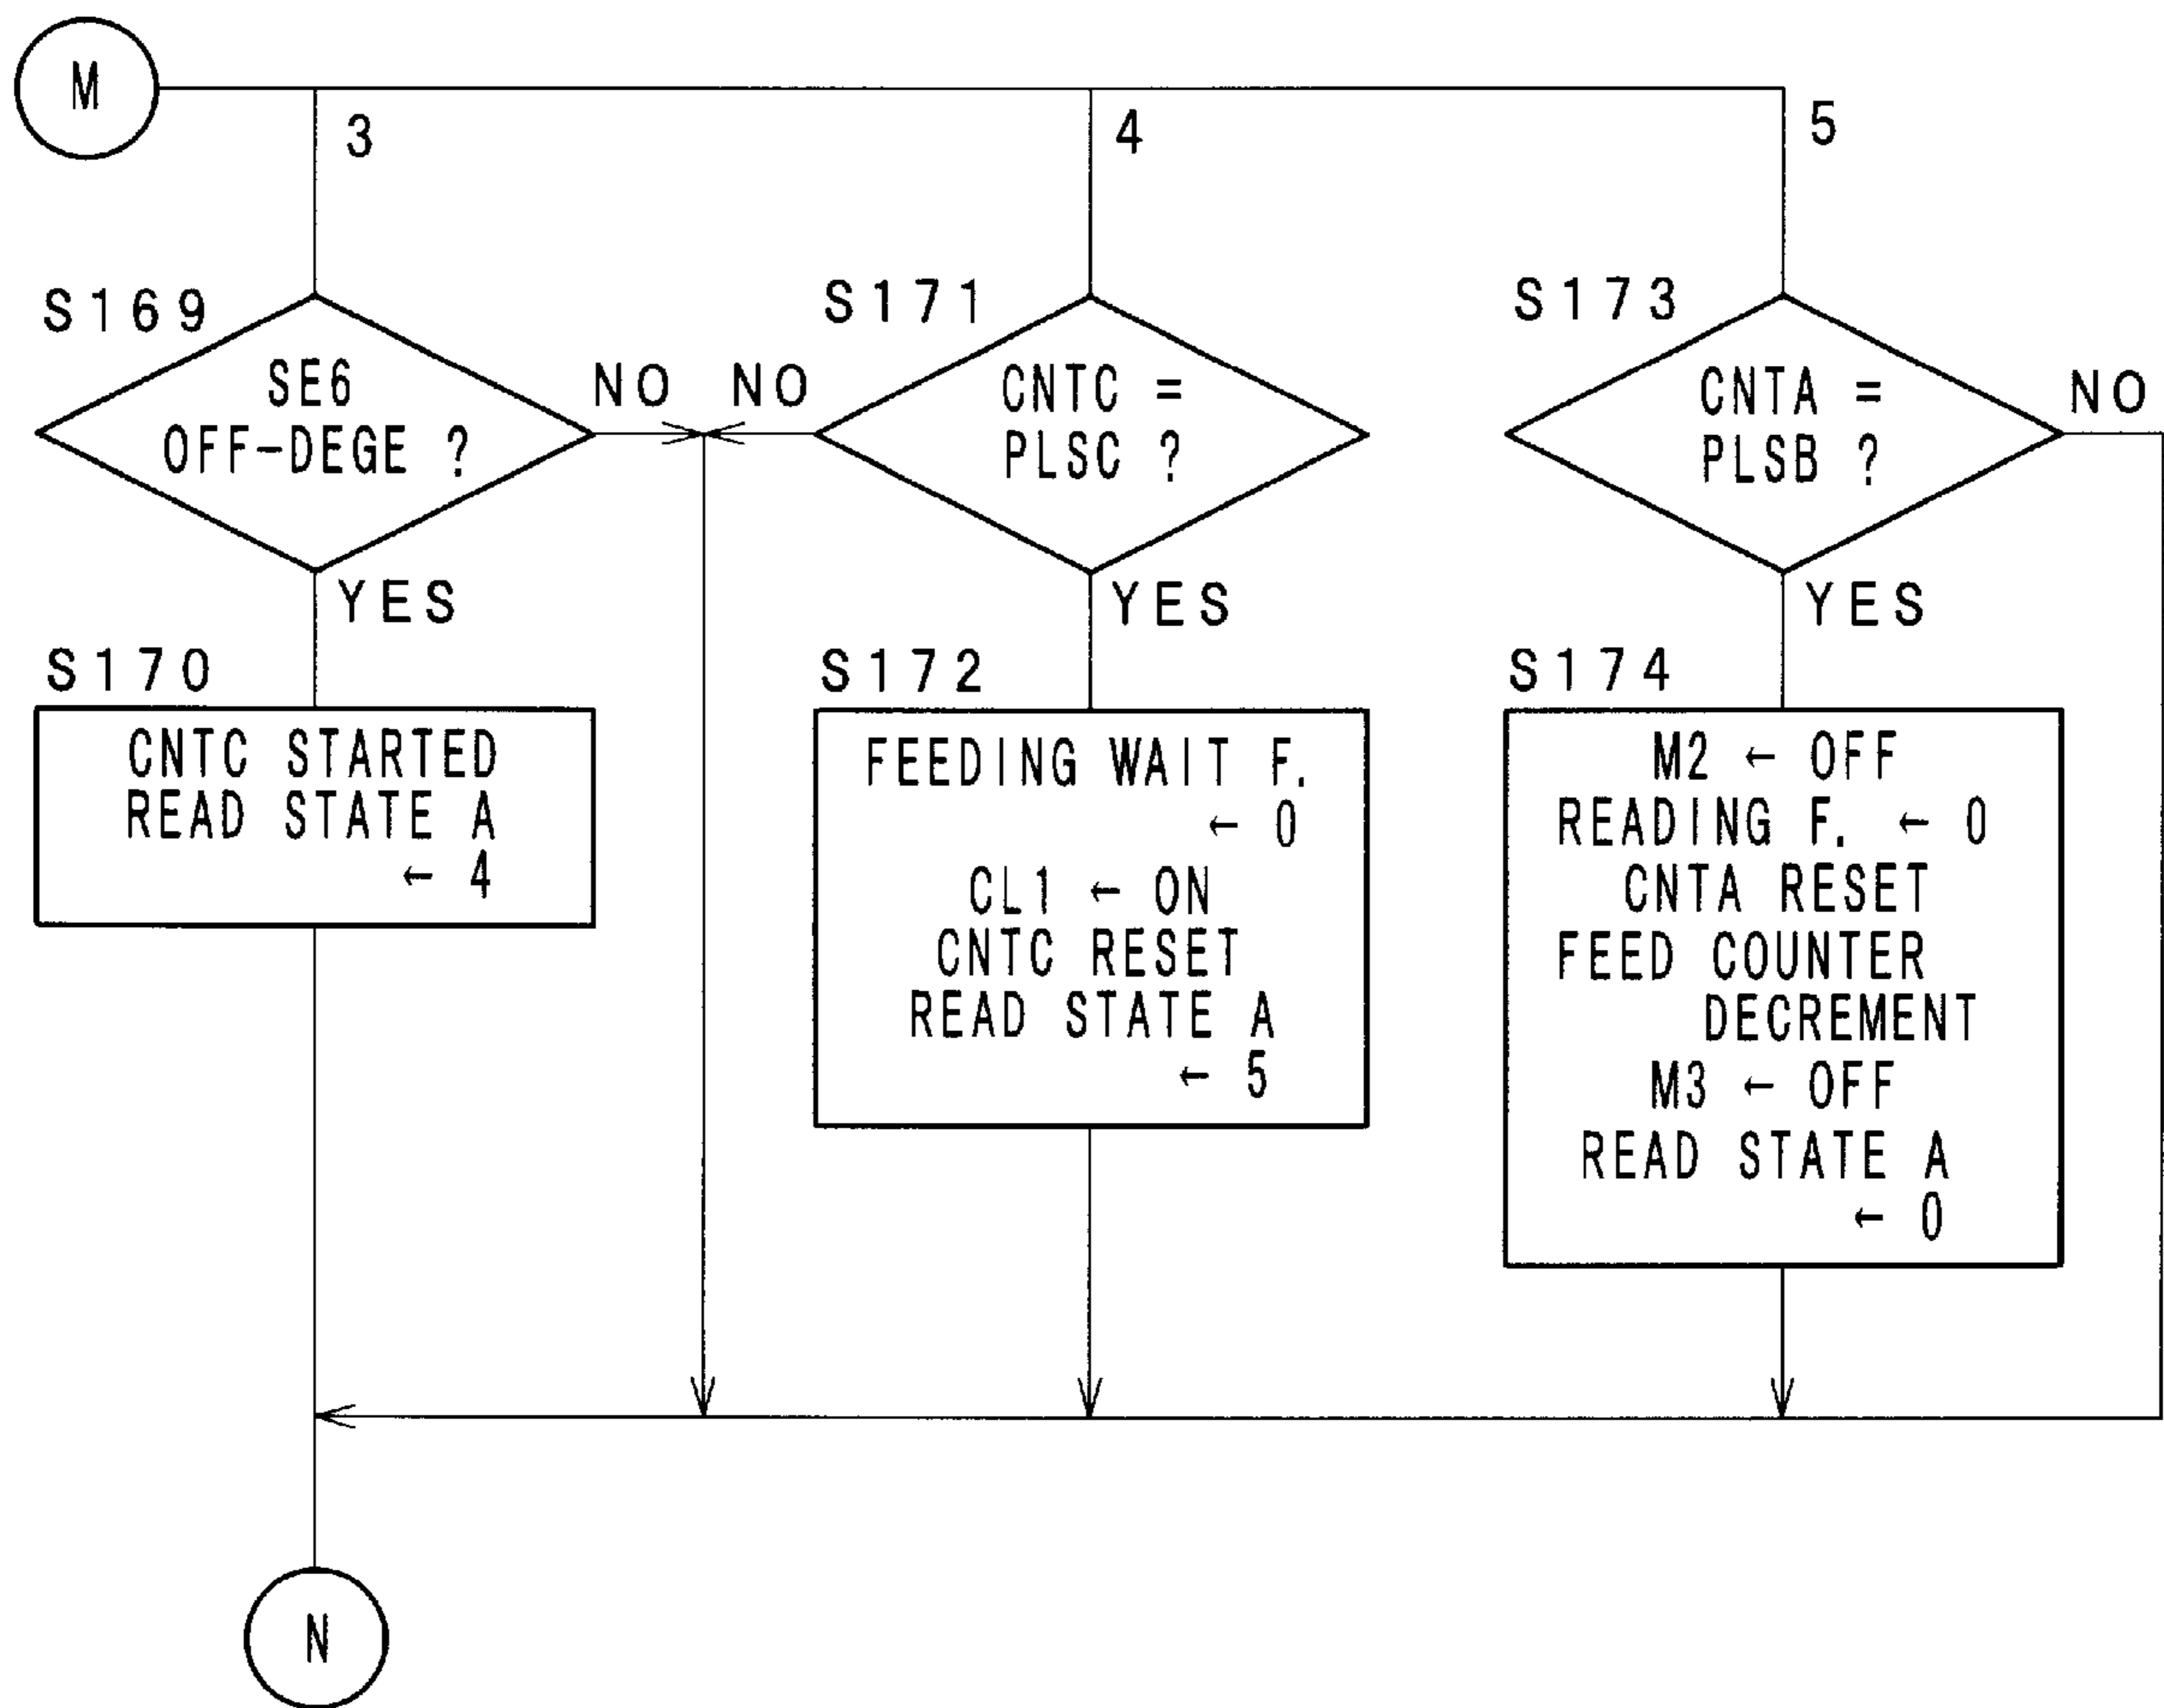 M
3
4
5
S169
SE6
OFF-DEGE ?
NO
YES
S170
CNTC STARTED
READ STATE A
← 4
S171
CNTC =
PLSC ?
NO
YES
S172
FEEDING WAIT F.
← 0
CL1 ← ON
CNTC RESET
READ STATE A
← 5
S173
CNTA =
PLSB ?
NO
YES
S174
M2 ← OFF
READING F. ← 0
CNTA RESET
FEED COUNTER
DECREMENT
M3 ← OFF
READ STATE A
← 0
N